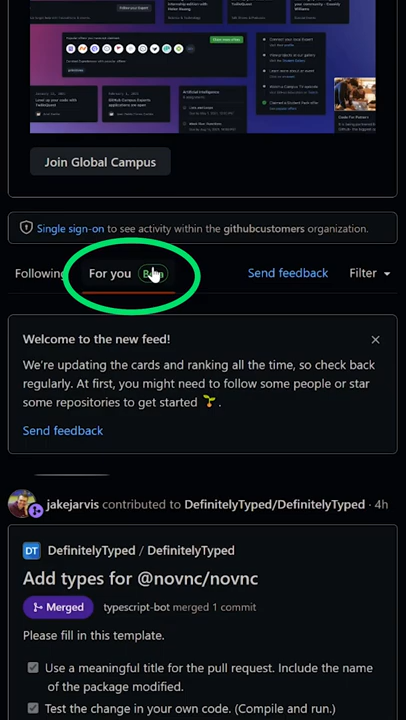 Join Global Campus
Single sign-on to see activity within the githubcustomers organization.
Following For you Send feedback Filter
Welcome to the new feed!
We're updating the cards and ranking all the time, so check back
regularly. At first, you might need to follow some people or star
some repositories to get started 🌱.
Send feedback
jakejarvis contributed to DefinitelyTyped/DefinitelyTyped · 4h
DT DefinitelyTyped / DefinitelyTyped
Add types for @novnc/novnc
Merged typescript-bot merged 1 commit
Please fill in this template.
Use a meaningful title for the pull request. Include the name
of the package modified.
Test the change in your own code. (Compile and run.)